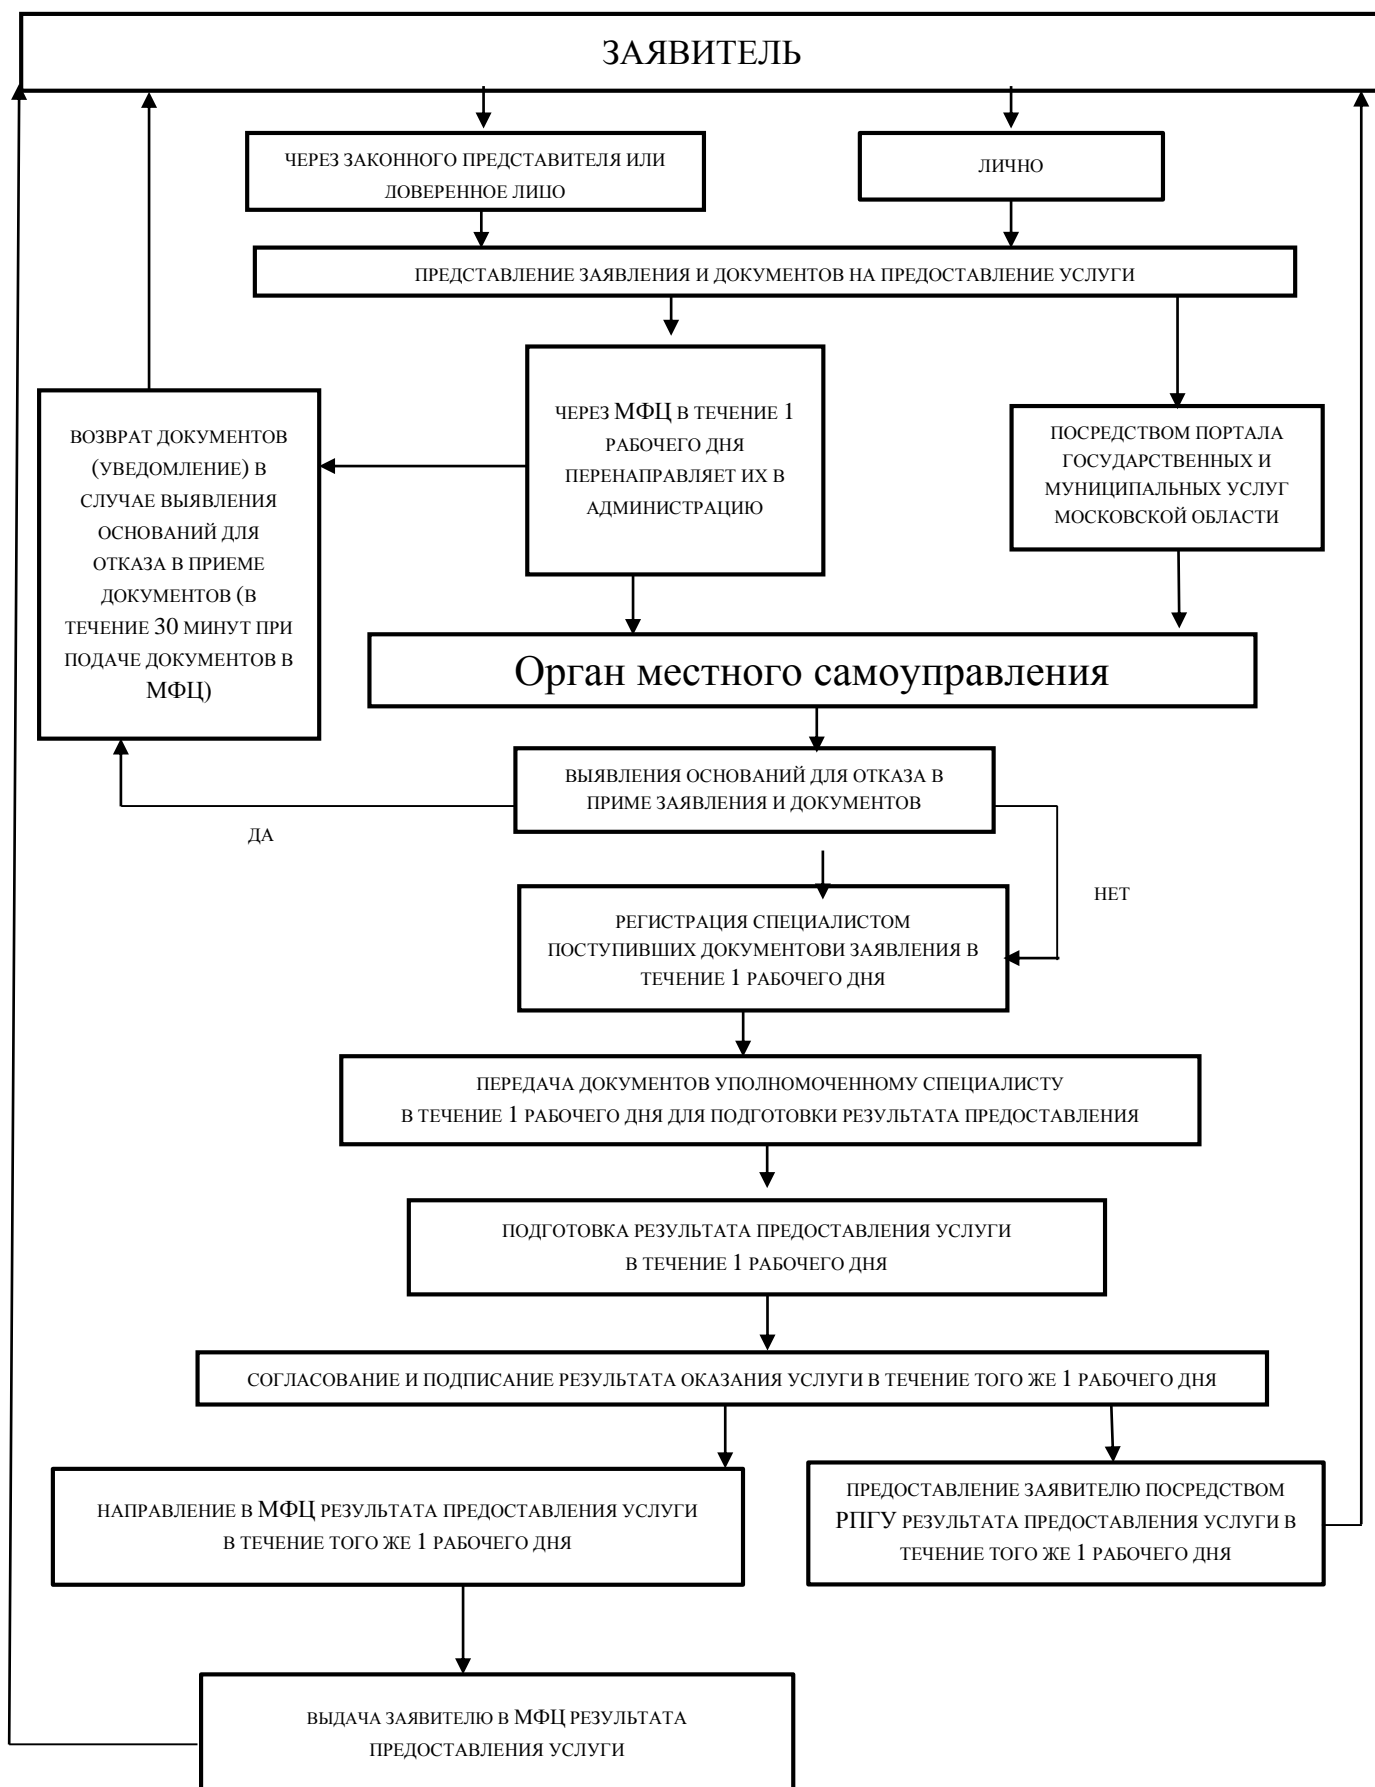 ЗАЯВИТЕЛЬ
ЧЕРЕЗ ЗАКОННОГО ПРЕДСТАВИТЕЛЯ ИЛИ
ДОВЕРЕННОЕ ЛИЦО
ЛИЧНО
ПРЕДСТАВЛЕНИЕ ЗАЯВЛЕНИЯ И ДОКУМЕНТОВ НА ПРЕДОСТАВЛЕНИЕ УСЛУГИ
ЧЕРЕЗ МФЦ В ТЕЧЕНИЕ 1
РАБОЧЕГО ДНЯ
ПЕРЕНАПРАВЛЯЕТ ИХ В
АДМИНИСТРАЦИЮ
ПОСРЕДСТВОМ ПОРТАЛА
ГОСУДАРСТВЕННЫХ И
МУНИЦИПАЛЬНЫХ УСЛУГ
МОСКОВСКОЙ ОБЛАСТИ
ВОЗВРАТ ДОКУМЕНТОВ
(УВЕДОМЛЕНИЕ) В
СЛУЧАЕ ВЫЯВЛЕНИЯ
ОСНОВАНИЙ ДЛЯ
ОТКАЗА В ПРИЕМЕ
ДОКУМЕНТОВ (В
ТЕЧЕНИЕ 30 МИНУТ ПРИ
ПОДАЧЕ ДОКУМЕНТОВ В
МФЦ)
Орган местного самоуправления
ВЫЯВЛЕНИЯ ОСНОВАНИЙ ДЛЯ ОТКАЗА В
ПРИМЕ ЗАЯВЛЕНИЯ И ДОКУМЕНТОВ
ДА
НЕТ
РЕГИСТРАЦИЯ СПЕЦИАЛИСТОМ
ПОСТУПИВШИХ ДОКУМЕНТОВИ ЗАЯВЛЕНИЯ В
ТЕЧЕНИЕ 1 РАБОЧЕГО ДНЯ
ПЕРЕДАЧА ДОКУМЕНТОВ УПОЛНОМОЧЕННОМУ СПЕЦИАЛИСТУ
В ТЕЧЕНИЕ 1 РАБОЧЕГО ДНЯ ДЛЯ ПОДГОТОВКИ РЕЗУЛЬТАТА ПРЕДОСТАВЛЕНИЯ
ПОДГОТОВКА РЕЗУЛЬТАТА ПРЕДОСТАВЛЕНИЯ УСЛУГИ
В ТЕЧЕНИЕ 1 РАБОЧЕГО ДНЯ
СОГЛАСОВАНИЕ И ПОДПИСАНИЕ РЕЗУЛЬТАТА ОКАЗАНИЯ УСЛУГИ В ТЕЧЕНИЕ ТОГО ЖЕ 1 РАБОЧЕГО ДНЯ
НАПРАВЛЕНИЕ В МФЦ РЕЗУЛЬТАТА ПРЕДОСТАВЛЕНИЯ УСЛУГИ
В ТЕЧЕНИЕ ТОГО ЖЕ 1 РАБОЧЕГО ДНЯ
ПРЕДОСТАВЛЕНИЕ ЗАЯВИТЕЛЮ ПОСРЕДСТВОМ
РПГУ РЕЗУЛЬТАТА ПРЕДОСТАВЛЕНИЯ УСЛУГИ В
ТЕЧЕНИЕ ТОГО ЖЕ 1 РАБОЧЕГО ДНЯ
ВЫДАЧА ЗАЯВИТЕЛЮ В МФЦ РЕЗУЛЬТАТА
ПРЕДОСТАВЛЕНИЯ УСЛУГИ